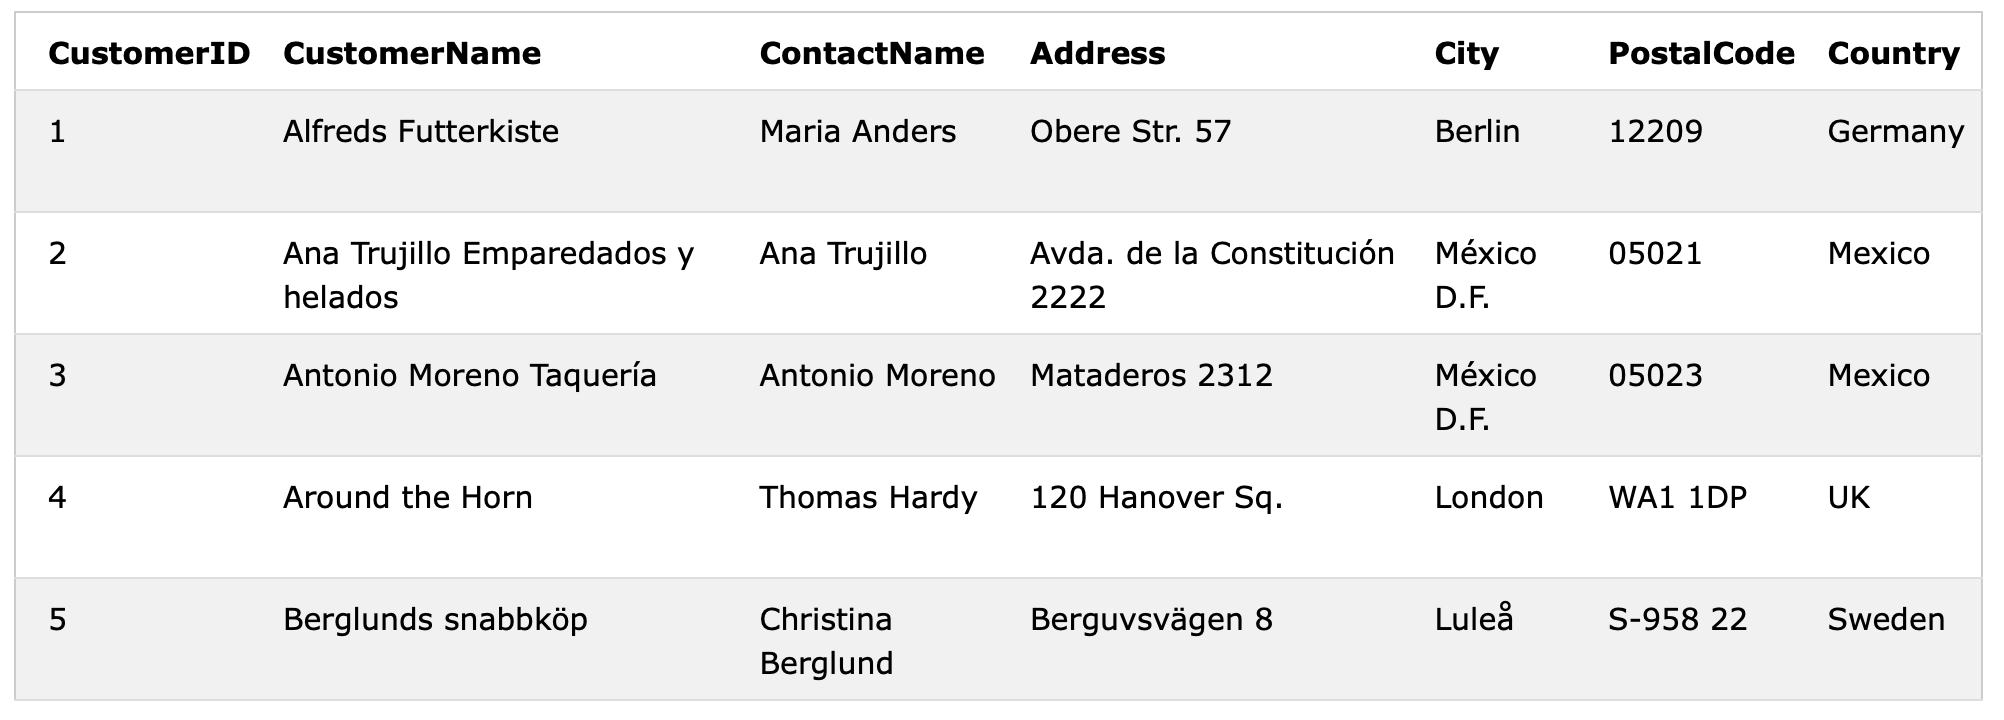 CustomerID CustomerName ContactName Address City PostalCode Country
1 Alfreds Futterkiste Maria Anders Obere Str. 57 Berlin 12209 Germany
2 Ana Trujillo Emparedados y Ana Trujillo Avda. de la Constitución México 05021 Mexico
helados 2222 D.F.
3 Antonio Moreno Taquería Antonio Moreno Mataderos 2312 México 05023 Mexico
D.F.
4 Around the Horn Thomas Hardy 120 Hanover Sq. London WA1 1DP UK
5 Berglunds snabbköp Christina Berguvsvägen 8 Luleå S-958 22 Sweden
Berglund